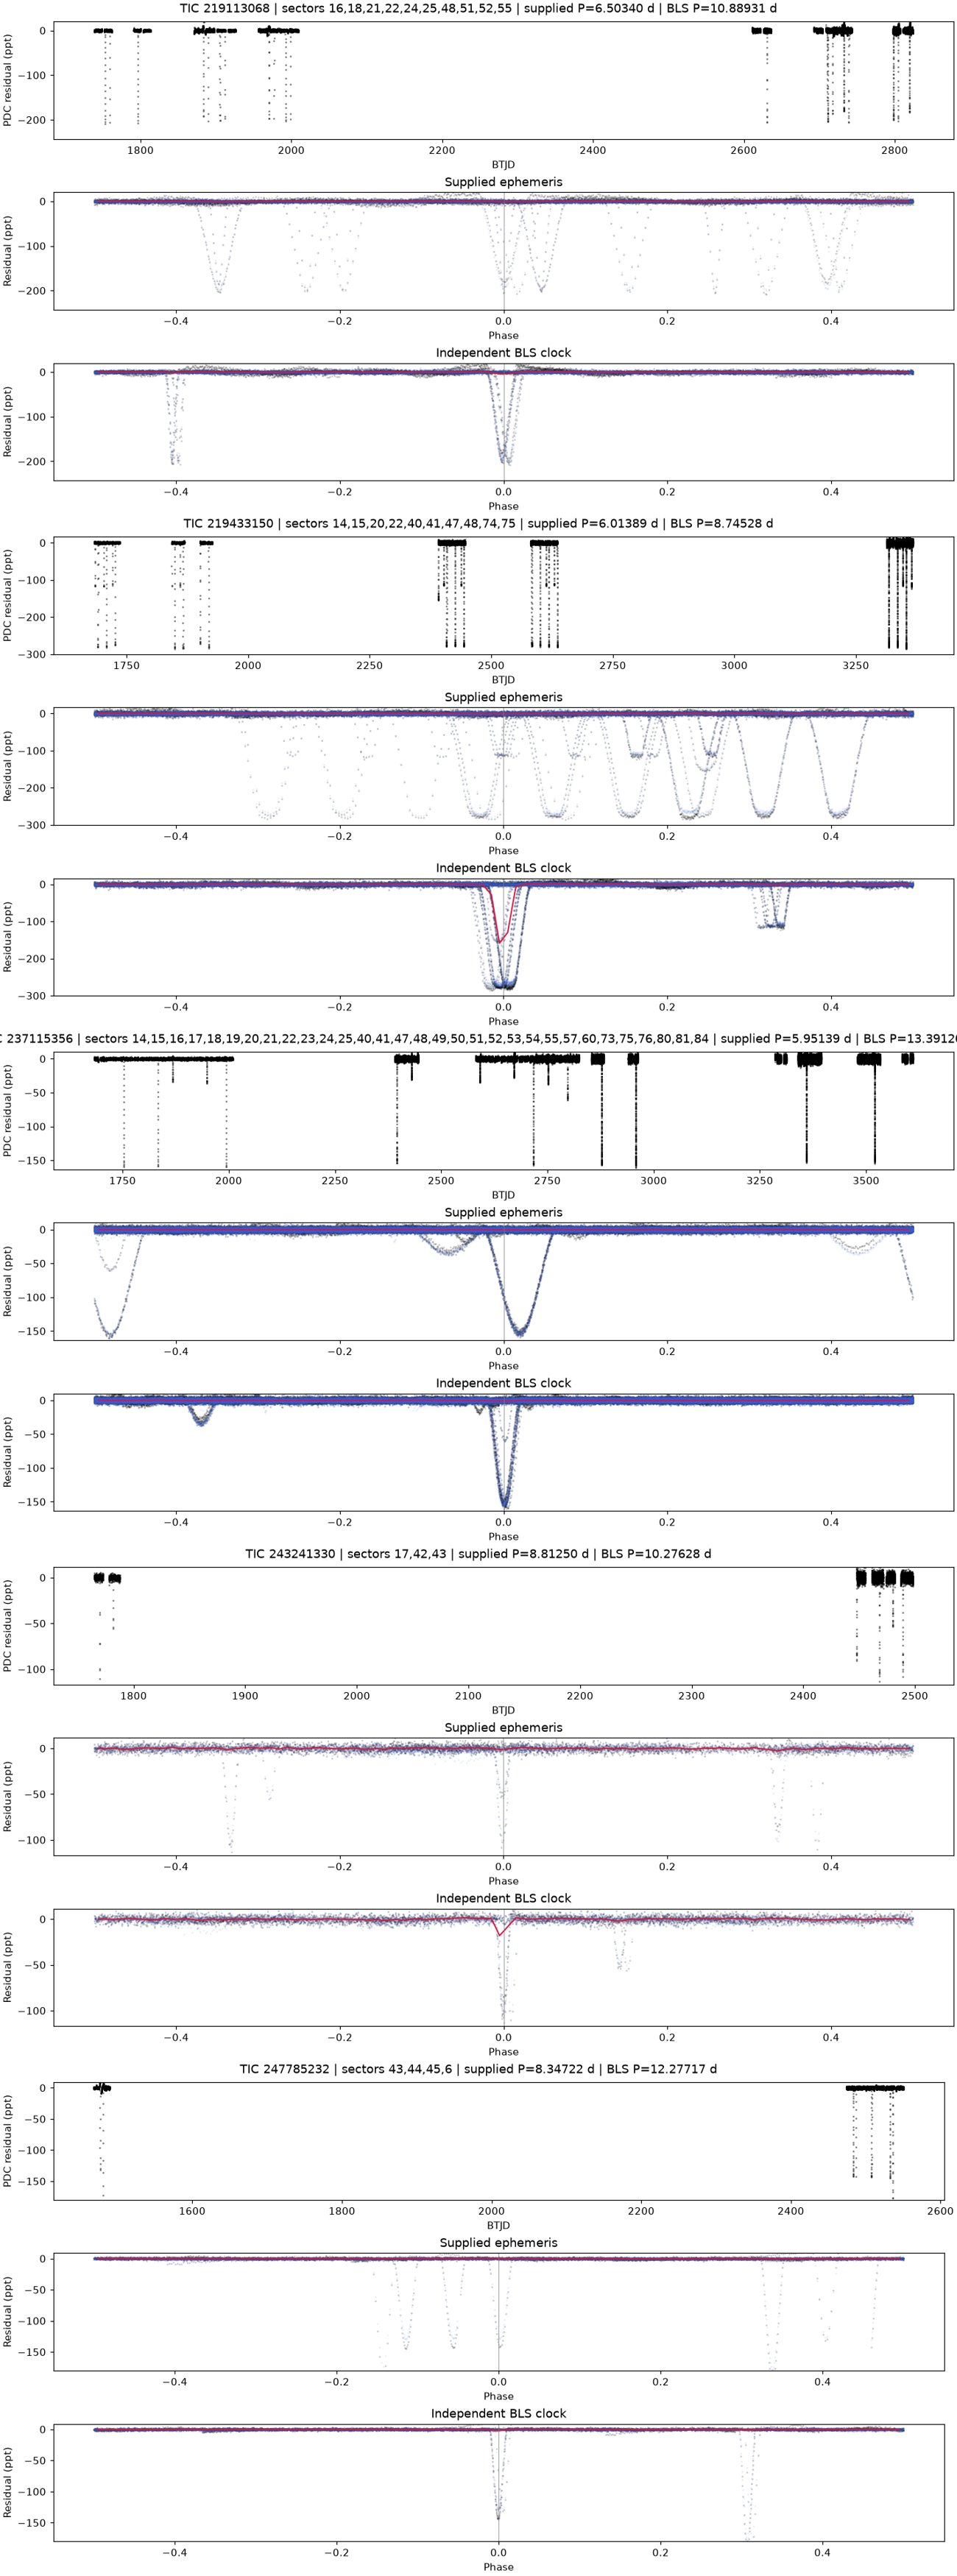 TIC 219113068 | sectors 16,18,21,22,24,25,48,51,52,55 | supplied P=6.50340 d | BLS P=10.88931 d
PDC residual (ppt)
0
−100
−200
1800 2000 2200 2400 2600 2800
BTJD
Supplied ephemeris
Residual (ppt)
0
−100
−200
−0.4 −0.2 0.0 0.2 0.4
Phase
Independent BLS clock
Residual (ppt)
0
−100
−200
−0.4 −0.2 0.0 0.2 0.4
Phase
TIC 219433150 | sectors 14,15,20,22,40,41,47,48,74,75 | supplied P=6.01389 d | BLS P=8.74528 d
PDC residual (ppt)
0
−100
−200
−300
1750 2000 2250 2500 2750 3000 3250
BTJD
Supplied ephemeris
Residual (ppt)
0
−100
−200
−300
−0.4 −0.2 0.0 0.2 0.4
Phase
Independent BLS clock
Residual (ppt)
0
−100
−200
−300
−0.4 −0.2 0.0 0.2 0.4
Phase
C 237115356 | sectors 14,15,16,17,18,19,20,21,22,23,24,25,40,41,47,48,49,50,51,52,53,54,55,57,60,73,75,76,80,81,84 | supplied P=5.95139 d | BLS P=13.39120
PDC residual (ppt)
0
−50
−100
−150
1750 2000 2250 2500 2750 3000 3250 3500
BTJD
Supplied ephemeris
Residual (ppt)
0
−50
−100
−150
−0.4 −0.2 0.0 0.2 0.4
Phase
Independent BLS clock
Residual (ppt)
0
−50
−100
−150
−0.4 −0.2 0.0 0.2 0.4
Phase
TIC 243241330 | sectors 17,42,43 | supplied P=8.81250 d | BLS P=10.27628 d
PDC residual (ppt)
0
−50
−100
1800 1900 2000 2100 2200 2300 2400 2500
BTJD
Supplied ephemeris
Residual (ppt)
0
−50
−100
−0.4 −0.2 0.0 0.2 0.4
Phase
Independent BLS clock
Residual (ppt)
0
−50
−100
−0.4 −0.2 0.0 0.2 0.4
Phase
TIC 247785232 | sectors 43,44,45,6 | supplied P=8.34722 d | BLS P=12.27717 d
PDC residual (ppt)
0
−50
−100
−150
1600 1800 2000 2200 2400 2600
BTJD
Supplied ephemeris
Residual (ppt)
0
−50
−100
−150
−0.4 −0.2 0.0 0.2 0.4
Phase
Independent BLS clock
Residual (ppt)
0
−50
−100
−150
−0.4 −0.2 0.0 0.2 0.4
Phase